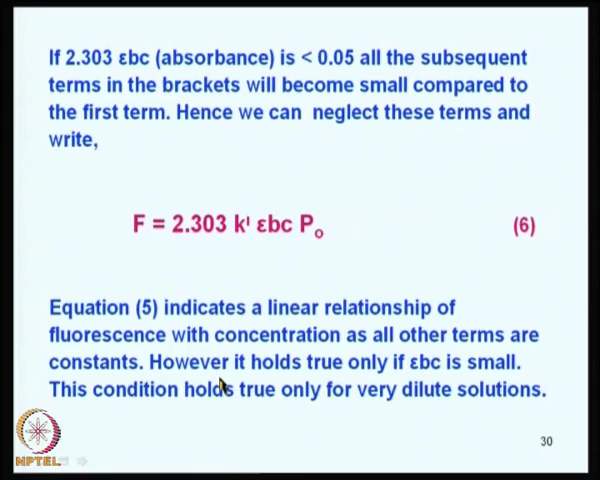 If 2.303 εbc (absorbance) is < 0.05 all the subsequent
terms in the brackets will become small compared to
the first term. Hence we can neglect these terms and
write,
F = 2.303 kᴵ εbc Pₒ (6)
Equation (5) indicates a linear relationship of
fluorescence with concentration as all other terms are
constants. However it holds true only if εbc is small.
This condition holds true only for very dilute solutions.
30
NPTEL